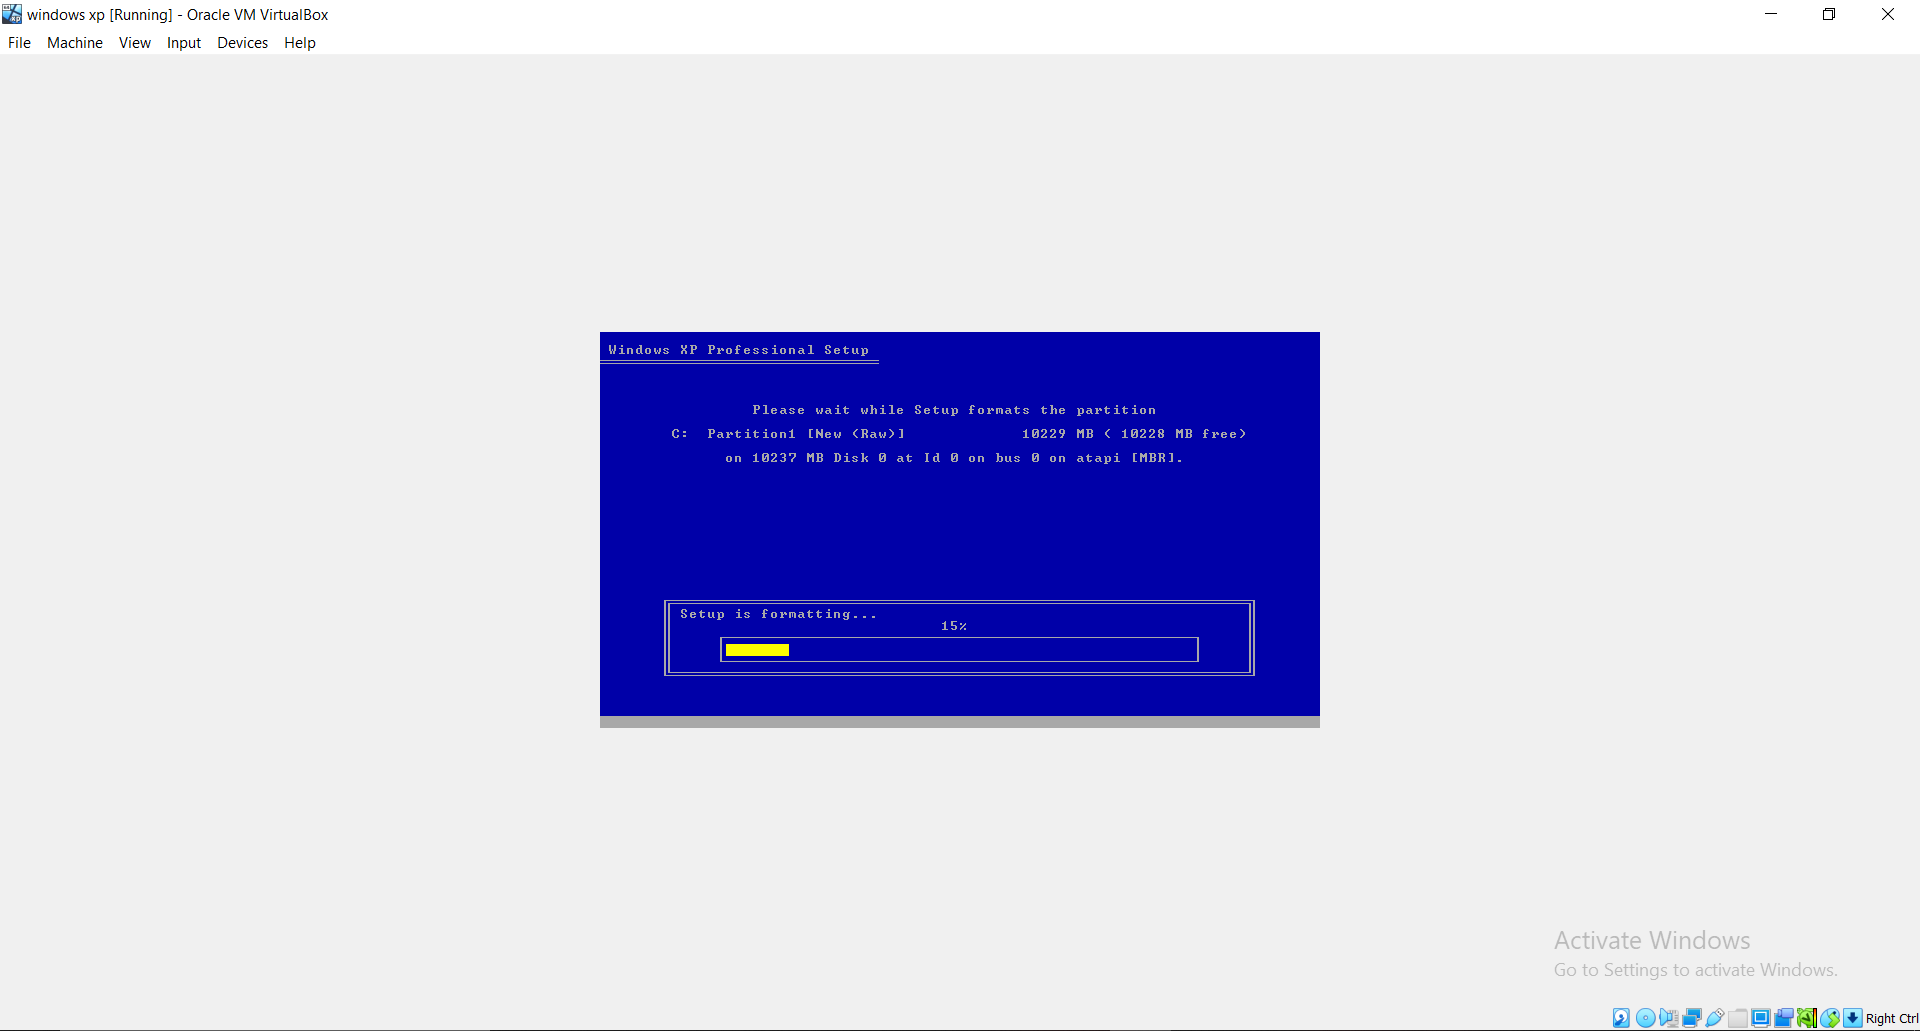 windows xp [Running] - Oracle VM VirtualBox
File Machine View Input Devices Help
Windows XP Professional Setup
Please wait while Setup formats the partition
C: Partition1 [New (Raw)] 10229 MB ( 10228 MB free)
on 10237 MB Disk 0 at Id 0 on bus 0 on atapi [MBR].
Setup is formatting...
15%
Activate Windows
Go to Settings to activate Windows.
Right Ctrl